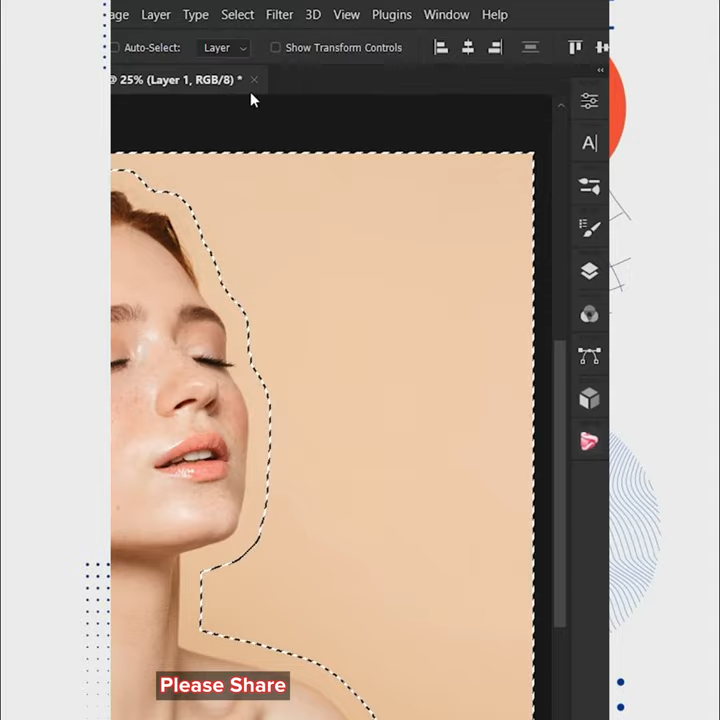 age Layer Type Select Filter 3D View Plugins Window Help
Auto-Select: Layer Show Transform Controls
@ 25% (Layer 1, RGB/8) *
A
Please Share